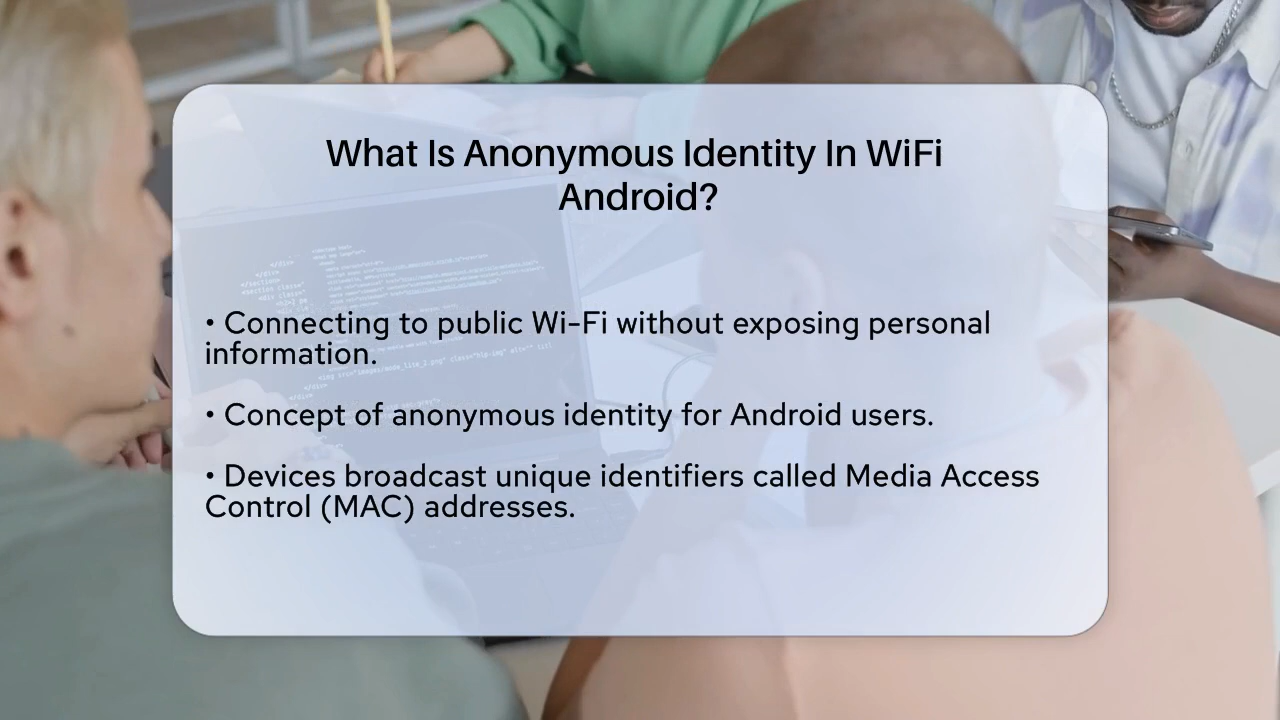 What Is Anonymous Identity In WiFi
Android?
• Connecting to public Wi-Fi without exposing personal
information.
• Concept of anonymous identity for Android users.
• Devices broadcast unique identifiers called Media Access
Control (MAC) addresses.